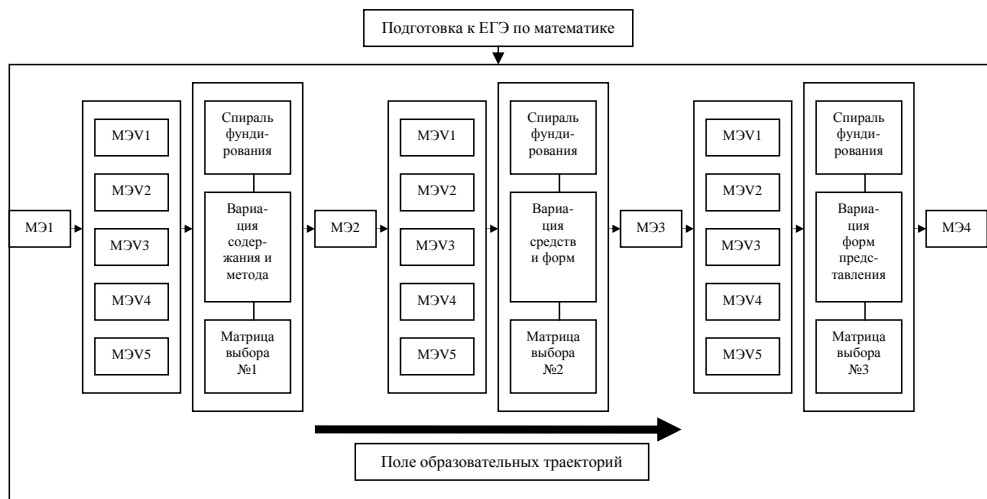 Подготовка к ЕГЭ по математике
МЭ1
МЭV1
МЭV2
МЭV3
МЭV4
МЭV5
Спираль
фунди-
рования
Вариа-
ция
содер-
жания и
метода
Матрица
выбора
№1
МЭ2
МЭV1
МЭV2
МЭV3
МЭV4
МЭV5
Спираль
фунди-
рования
Вариа-
ция
средств
и форм
Матрица
выбора
№2
МЭ3
МЭV1
МЭV2
МЭV3
МЭV4
МЭV5
Спираль
фунди-
рования
Вариа-
ция
форм
предс-
тавления
Матрица
выбора
№3
МЭ4
Поле образовательных траекторий